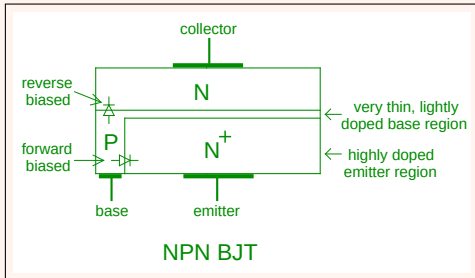 collector
reverse
biased
N
very thin, lightly
doped base region
P
forward
biased
N+
highly doped
emitter region
base
emitter
NPN BJT